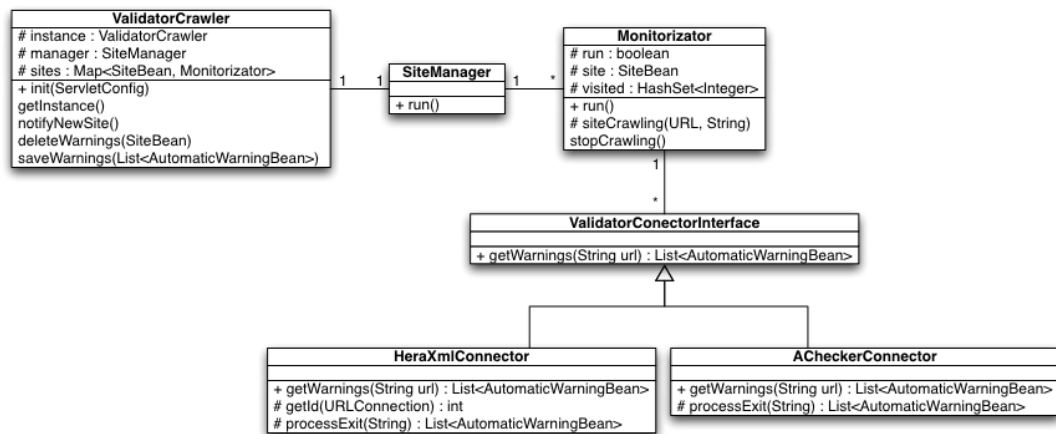 ValidatorCrawler
# instance : ValidatorCrawler
# manager : SiteManager
# sites : Map<SiteBean, Monitorizator>
+ init(ServletConfig)
getInstance()
notifyNewSite()
deleteWarnings(SiteBean)
saveWarnings(List<AutomaticWarningBean>)
1
1
SiteManager
+ run()
1
*
Monitorizator
# run : boolean
# site : SiteBean
# visited : HashSet<Integer>
+ run()
# siteCrawling(URL, String)
stopCrawling()
1
*
ValidatorConectorInterface
+ getWarnings(String url) : List<AutomaticWarningBean>
HeraXmlConnector
+ getWarnings(String url) : List<AutomaticWarningBean>
# getId(URLConnection) : int
# processExit(String) : List<AutomaticWarningBean>
ACheckerConnector
+ getWarnings(String url) : List<AutomaticWarningBean>
# processExit(String) : List<AutomaticWarningBean>